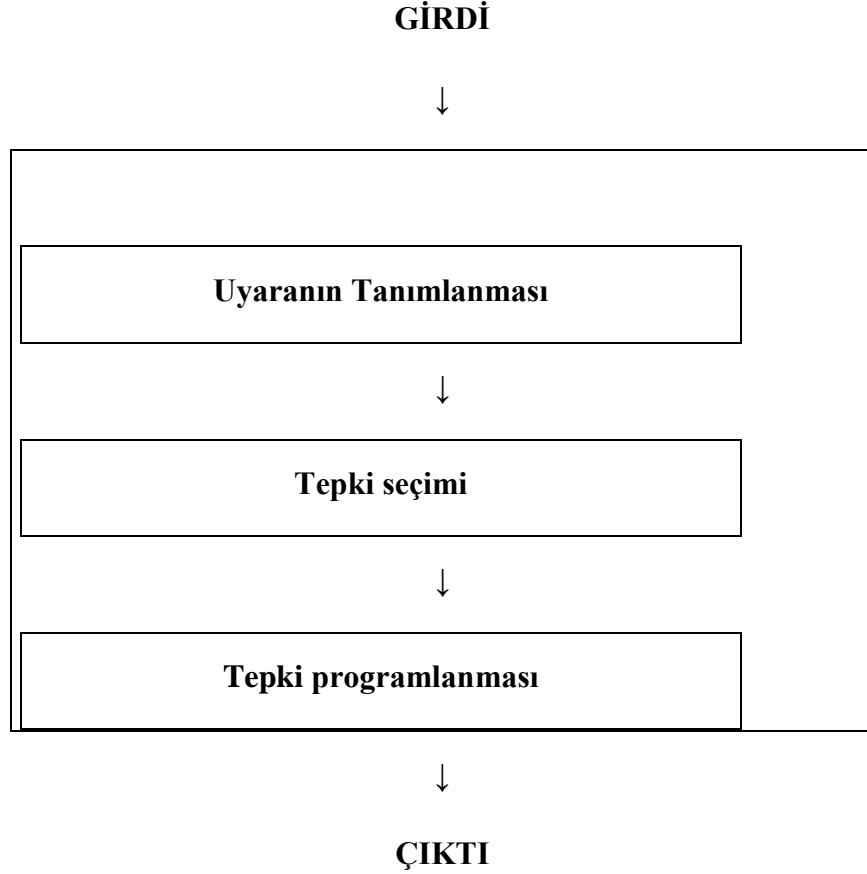 GİRDİ
↓
Uyaranın Tanımlanması
↓
Tepki seçimi
↓
Tepki programlanması
↓
ÇIKTI